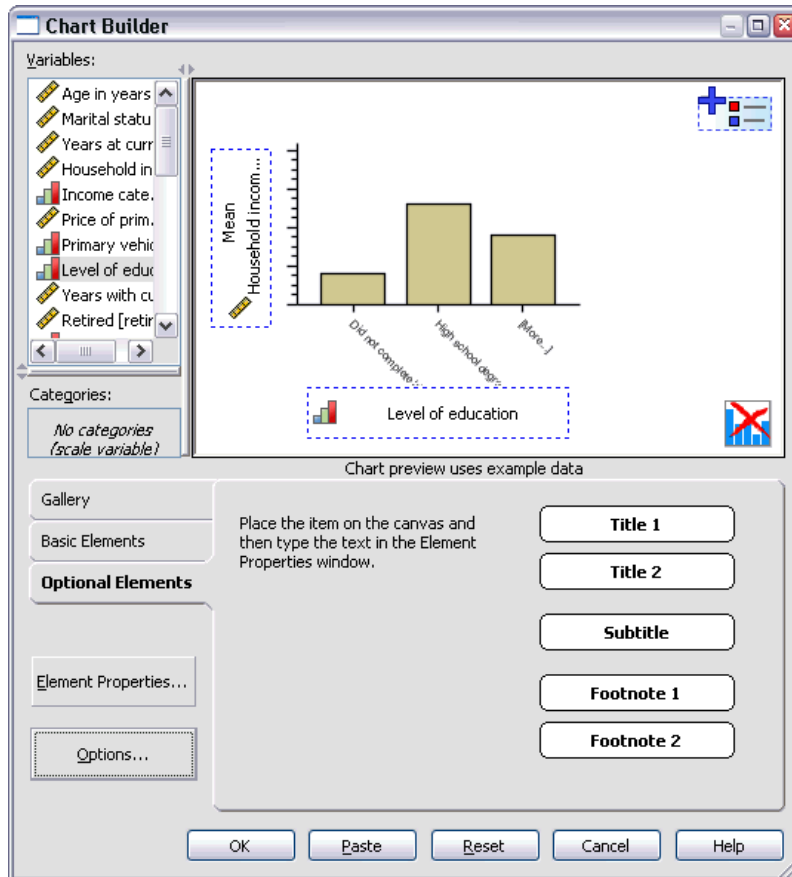 Chart Builder
Variables:
Age in years
Marital statu
Years at curr
Household in
Income cate.
Price of prim.
Primary vehic
Level of educ
Years with cu
Retired [retir
Categories:
No categories
(scale variable)
Mean
Household incom...
Did not complete
High school degre
[More...]
Level of education
Chart preview uses example data
Gallery
Basic Elements
Optional Elements
Element Properties...
Options...
Place the item on the canvas and
then type the text in the Element
Properties window.
Title 1
Title 2
Subtitle
Footnote 1
Footnote 2
OK
Paste
Reset
Cancel
Help